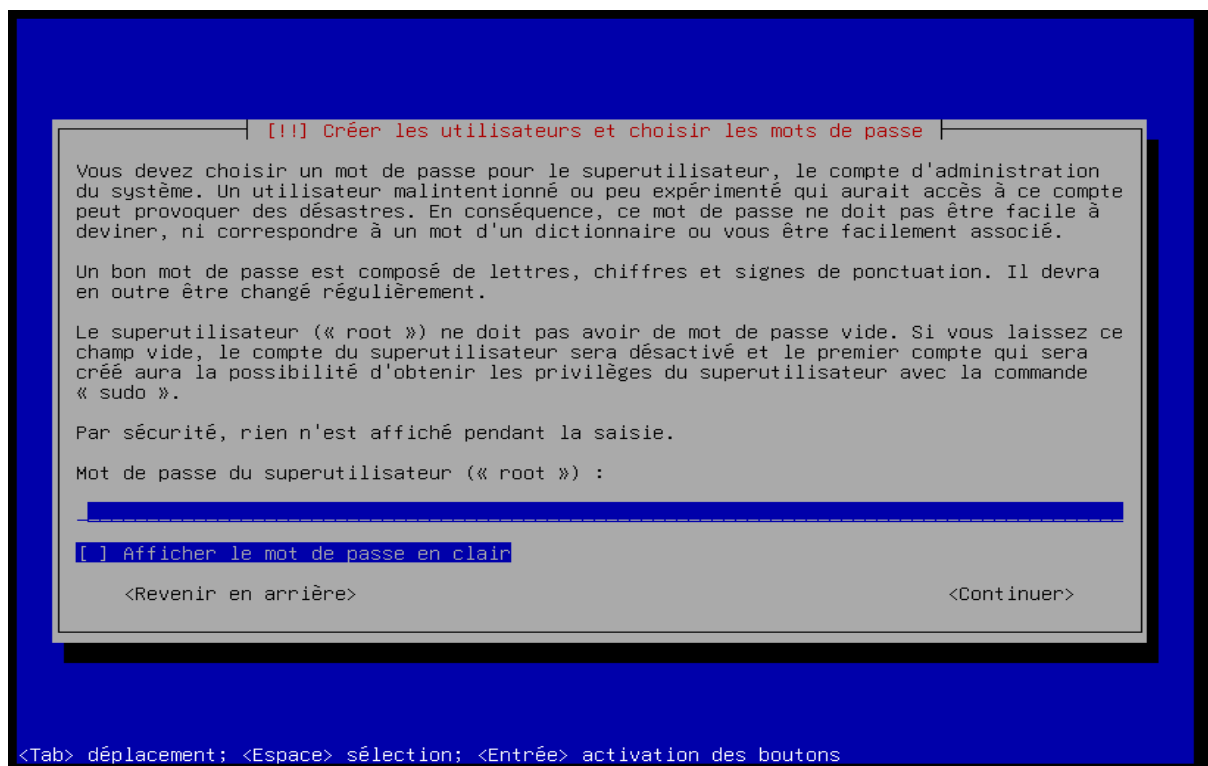 [!!] Créer les utilisateurs et choisir les mots de passe
Vous devez choisir un mot de passe pour le superutilisateur, le compte d'administration
du système. Un utilisateur malintentionné ou peu expérimenté qui aurait accès à ce compte
peut provoquer des désastres. En conséquence, ce mot de passe ne doit pas être facile à
deviner, ni correspondre à un mot d'un dictionnaire ou vous être facilement associé.
Un bon mot de passe est composé de lettres, chiffres et signes de ponctuation. Il devra
en outre être changé régulièrement.
Le superutilisateur (« root ») ne doit pas avoir de mot de passe vide. Si vous laissez ce
champ vide, le compte du superutilisateur sera désactivé et le premier compte qui sera
créé aura la possibilité d'obtenir les privilèges du superutilisateur avec la commande
« sudo ».
Par sécurité, rien n'est affiché pendant la saisie.
Mot de passe du superutilisateur (« root ») :
[ ] Afficher le mot de passe en clair
<Revenir en arrière> <Continuer>
<Tab> déplacement; <Espace> sélection; <Entrée> activation des boutons